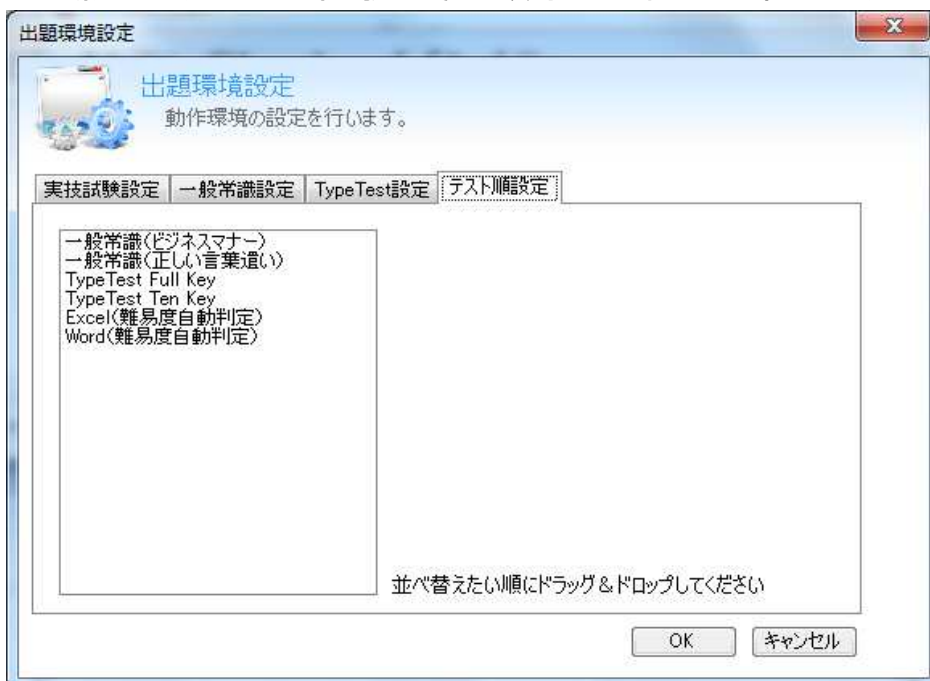 出題環境設定
出題環境設定
動作環境の設定を行います。
実技試験設定 一般常識設定 TypeTest設定 テスト順設定
一般常識(ビジネスマナー)
一般常識(正しい言葉遣い)
TypeTest Full Key
TypeTest Ten Key
Excel(難易度自動判定)
Word(難易度自動判定)
並べ替えたい順にドラッグ&ドロップしてください
OK キャンセル